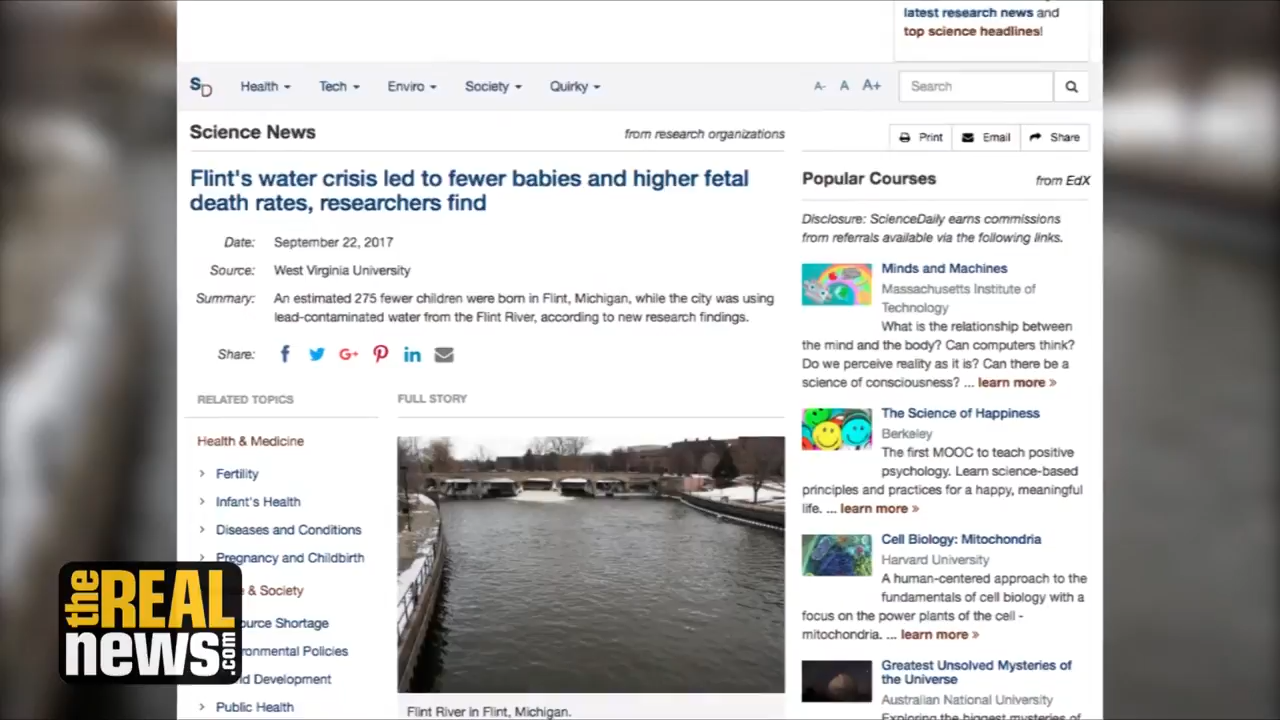 latest research news and
top science headlines!
SD Health Tech Enviro Society Quirky A- A A+ Search
Science News from research organizations
Print Email Share
Flint's water crisis led to fewer babies and higher fetal
death rates, researchers find
Date: September 22, 2017
Source: West Virginia University
Summary: An estimated 275 fewer children were born in Flint, Michigan, while the city was using
lead-contaminated water from the Flint River, according to new research findings.
Share: f G+ in
RELATED TOPICS
Health & Medicine
> Fertility
> Infant's Health
> Diseases and Conditions
> Pregnancy and Childbirth
& Society
Shortage
Policies
Development
> Public Health
FULL STORY
Flint River in Flint, Michigan.
Popular Courses from EdX
Disclosure: ScienceDaily earns commissions
from referrals available via the following links.
Minds and Machines
Massachusetts Institute of
Technology
What is the relationship between
the mind and the body? Can computers think?
Do we perceive reality as it is? Can there be a
science of consciousness? ... learn more »
The Science of Happiness
Berkeley
The first MOOC to teach positive
psychology. Learn science-based
principles and practices for a happy, meaningful
life. ... learn more »
Cell Biology: Mitochondria
Harvard University
A human-centered approach to the
fundamentals of cell biology with a
focus on the power plants of the cell -
mitochondria. ... learn more »
Greatest Unsolved Mysteries of
the Universe
Australian National University
Exploring the biggest mysteries of
the REAL
news.com